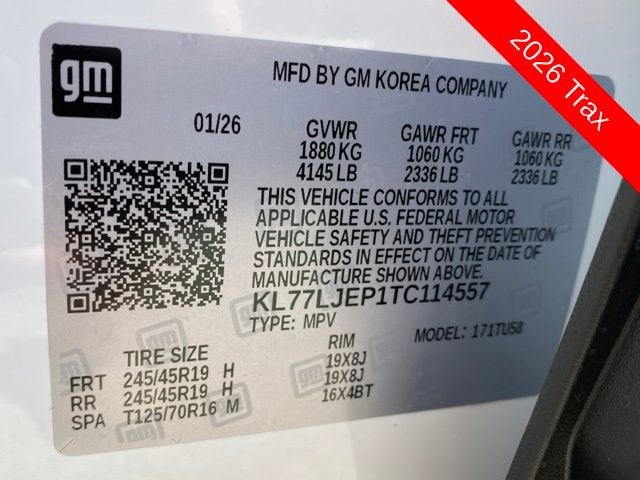 2026 Trax
gm
MFD BY GM KOREA COMPANY
01/26 GVWR GAWR FRT GAWR RR
1880 KG 1060 KG 1060 KG
4145 LB 2336 LB 2336 LB
THIS VEHICLE CONFORMS TO ALL
APPLICABLE U.S. FEDERAL MOTOR
VEHICLE SAFETY AND THEFT PREVENTION
STANDARDS IN EFFECT ON THE DATE OF
MANUFACTURE SHOWN ABOVE.
KL77LJEP1TC114557
TYPE: MPV MODEL: 1TU58
TIRE SIZE RIM
FRT 245/45R19 H 19X8J
RR 245/45R19 H 19X8J
SPA T125/70R16 M 16X4BT